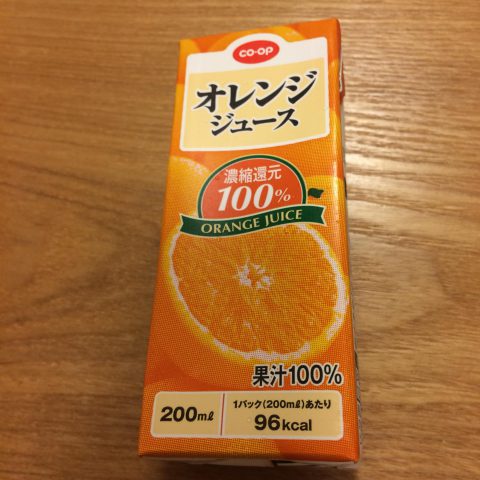 CO-OP
オレンジ
ジュース
濃縮還元
100%
ORANGE JUICE
果汁100%
200mℓ
1パック(200mℓ)あたり
96kcal